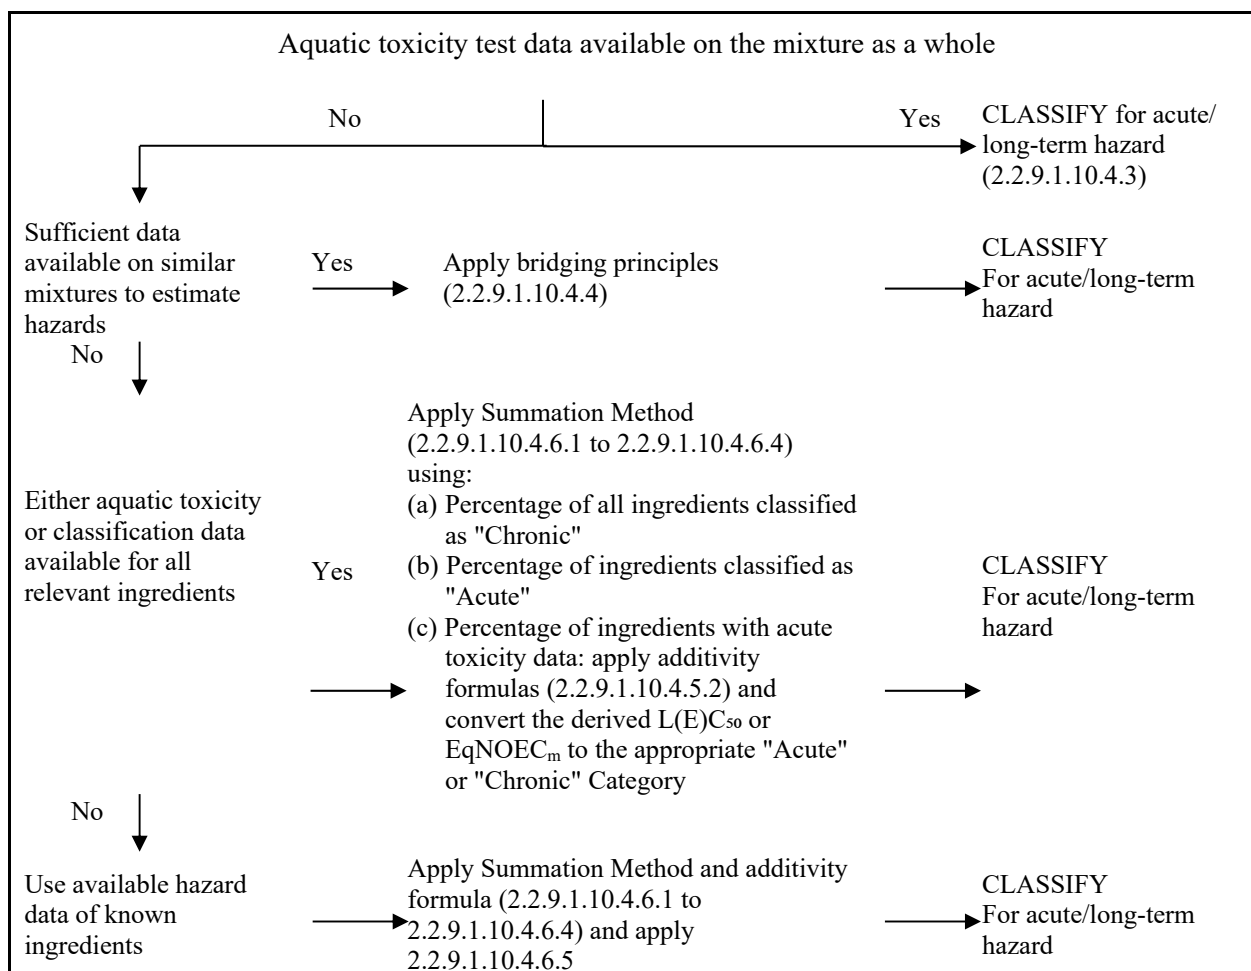 Aquatic toxicity test data available on the mixture as a whole
No
Yes
CLASSIFY for acute/
long-term hazard
(2.2.9.1.10.4.3)
Sufficient data
available on similar
mixtures to estimate
hazards
Yes
Apply bridging principles
(2.2.9.1.10.4.4)
CLASSIFY
For acute/long-term
hazard
No
Either aquatic toxicity
or classification data
available for all
relevant ingredients
Yes
Apply Summation Method
(2.2.9.1.10.4.6.1 to 2.2.9.1.10.4.6.4)
using:
(a) Percentage of all ingredients classified
as "Chronic"
(b) Percentage of ingredients classified as
"Acute"
(c) Percentage of ingredients with acute
toxicity data: apply additivity
formulas (2.2.9.1.10.4.5.2) and
convert the derived L(E)C₅₀ or
EqNOECₘ to the appropriate "Acute"
or "Chronic" Category
CLASSIFY
For acute/long-term
hazard
No
Use available hazard
data of known
ingredients
Apply Summation Method and additivity
formula (2.2.9.1.10.4.6.1 to
2.2.9.1.10.4.6.4) and apply
2.2.9.1.10.4.6.5
CLASSIFY
For acute/long-term
hazard